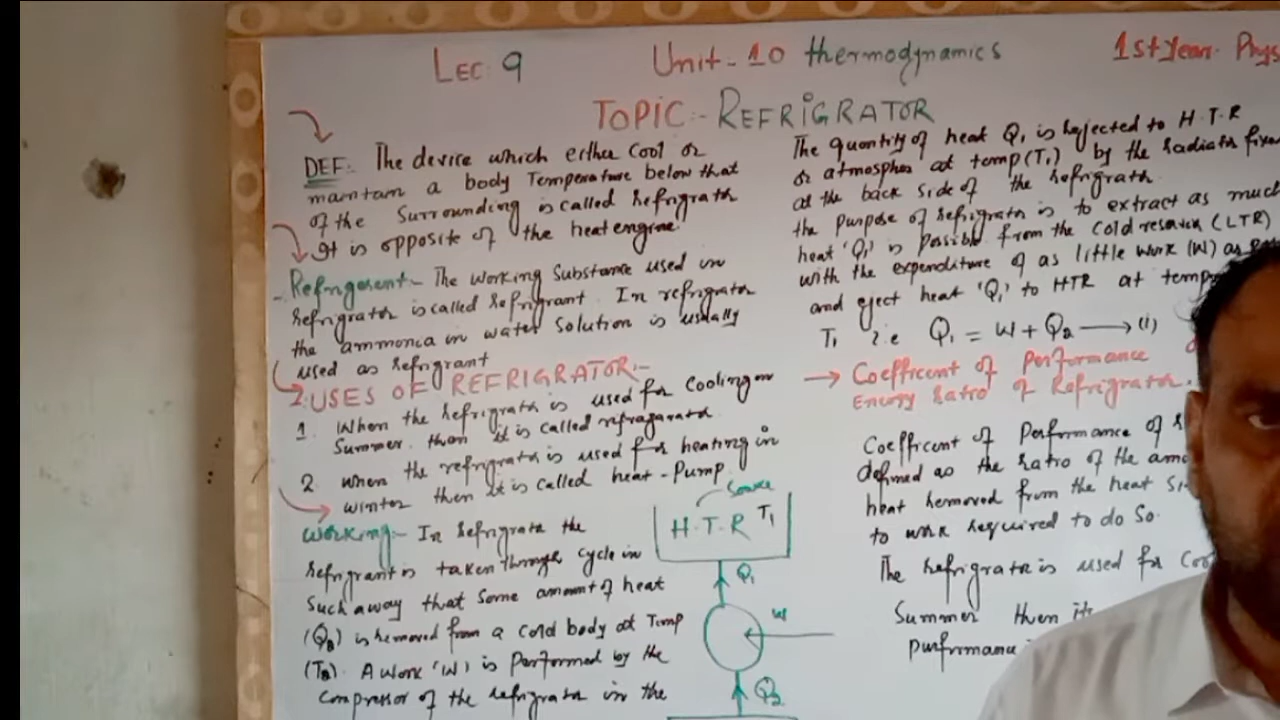 LEC 9 Unit-10 thermodynamics 1st Year Phys
TOPIC:- REFRIGRATOR
DEF:- The device which either Cool or
maintain a body Temperature below that
of the Surrounding is called Refrigrator
It is opposite of the heat engine.
Refrigerent - The working Substance used in
Refrigrator is called Refrigrant. In refrigrator
the ammonia in water Solution is usually
used as Refrigrant
2. USES OF REFRIGRATOR:-
1. When the Refrigrator is used for Cooling in
Summer. then it is called
2 when the refrigrator is used for heating in
winter then it is called heat-Pump
Working:- In Refrigrator the
Refrigrant is taken through Cycle in
Such away that Some amount of heat
(Q2) is Removed from a cold body at Temp
(T2). A work 'W' is performed by the
Compressor of the Refrigrator in the
Source
H.T.R T1
Q1
W
Q2
The quantity of heat Q1 is Rejected to H.T.R
or atmospher at temp (T1) by the Radiator fixed
at the back side of the Refrigrator
the purpose of Refrigrator is to extract as much
heat is possible from the cold (LTR)
with the expenditure of as little work (W) as
and eject heat 'Q1' to HTR at temp
T1 i.e Q1 = W + Q2 → (i)
→ Coefficent of Performance
Energy Ratio of Refrigrator.
Coefficent of Performance of
defined as the Ratio of the
heat Removed from the heat
to work Required to do So.
The Refrigrator is used for
Summer then